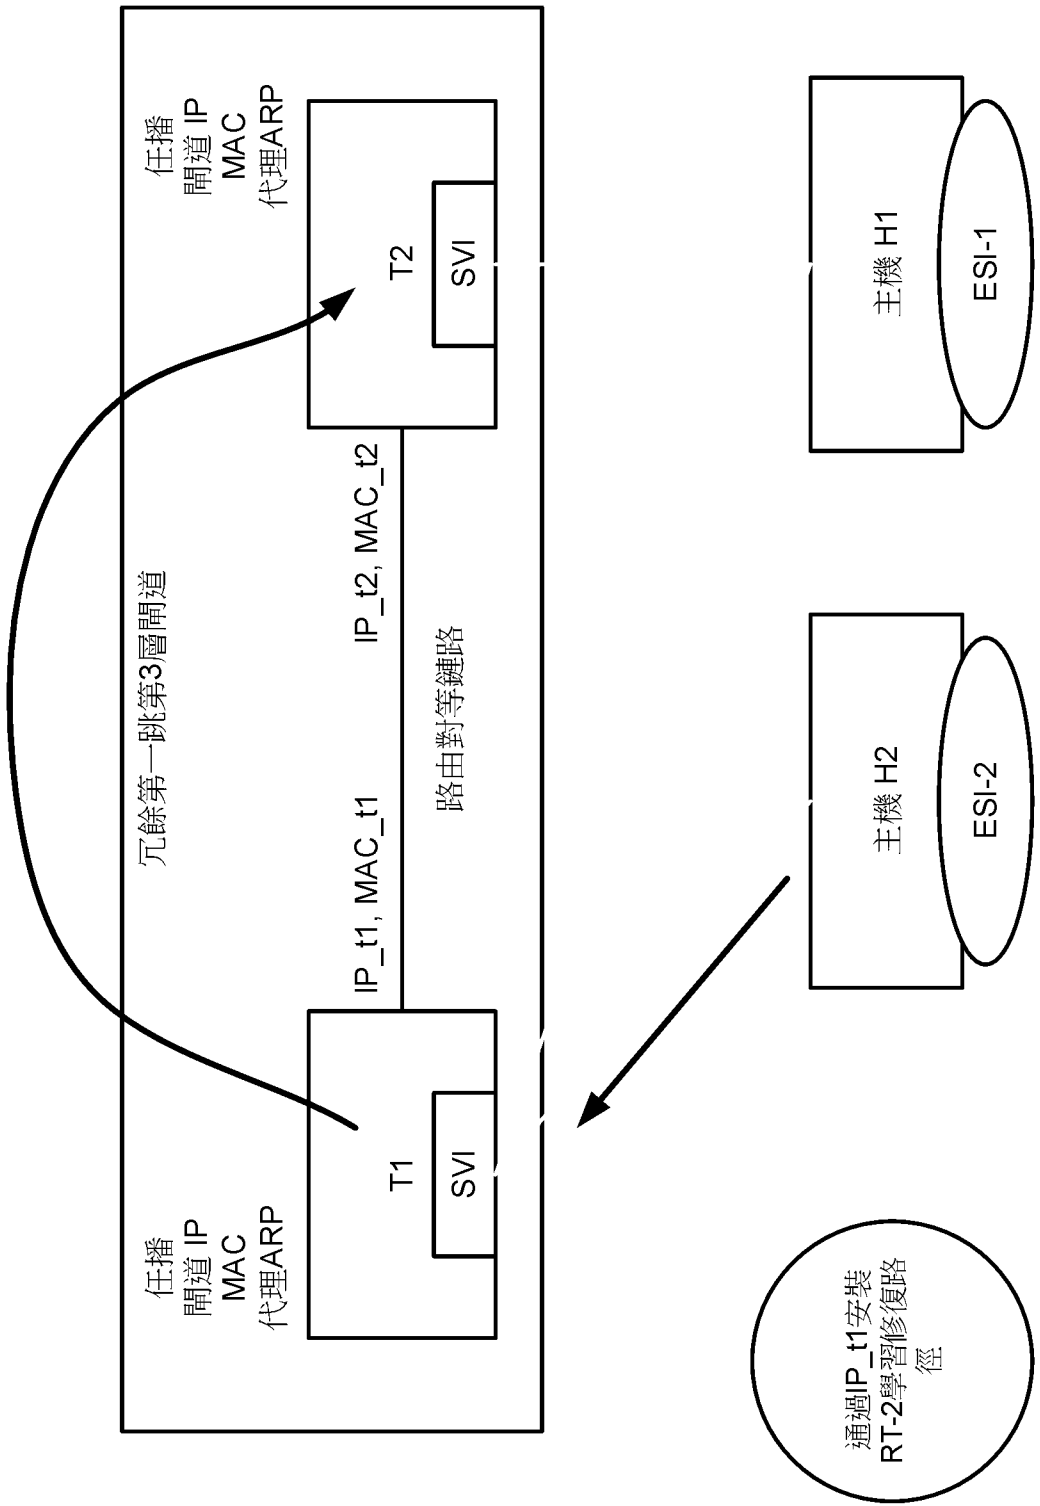 冗餘第一跳第3層閘道
任播
閘道 IP
MAC
代理ARP
T1
SVI
IP_t1, MAC_t1
路由對等鏈路
IP_t2, MAC_t2
任播
閘道 IP
MAC
代理ARP
T2
SVI
通過IP_t1安裝
RT-2學習修復路
徑
主機 H2
ESI-2
主機 H1
ESI-1